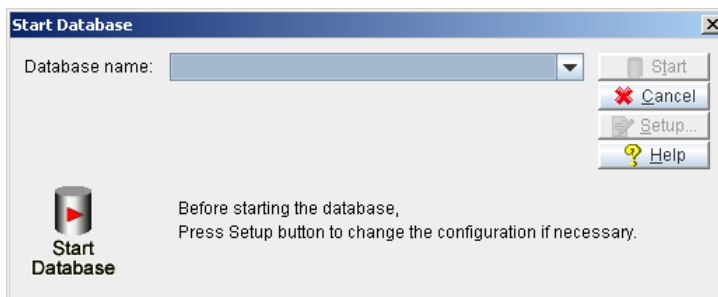 Start Database
Database name:
Start
Cancel
Setup...
Help
Before starting the database,
Press Setup button to change the configuration if necessary.
Start
Database